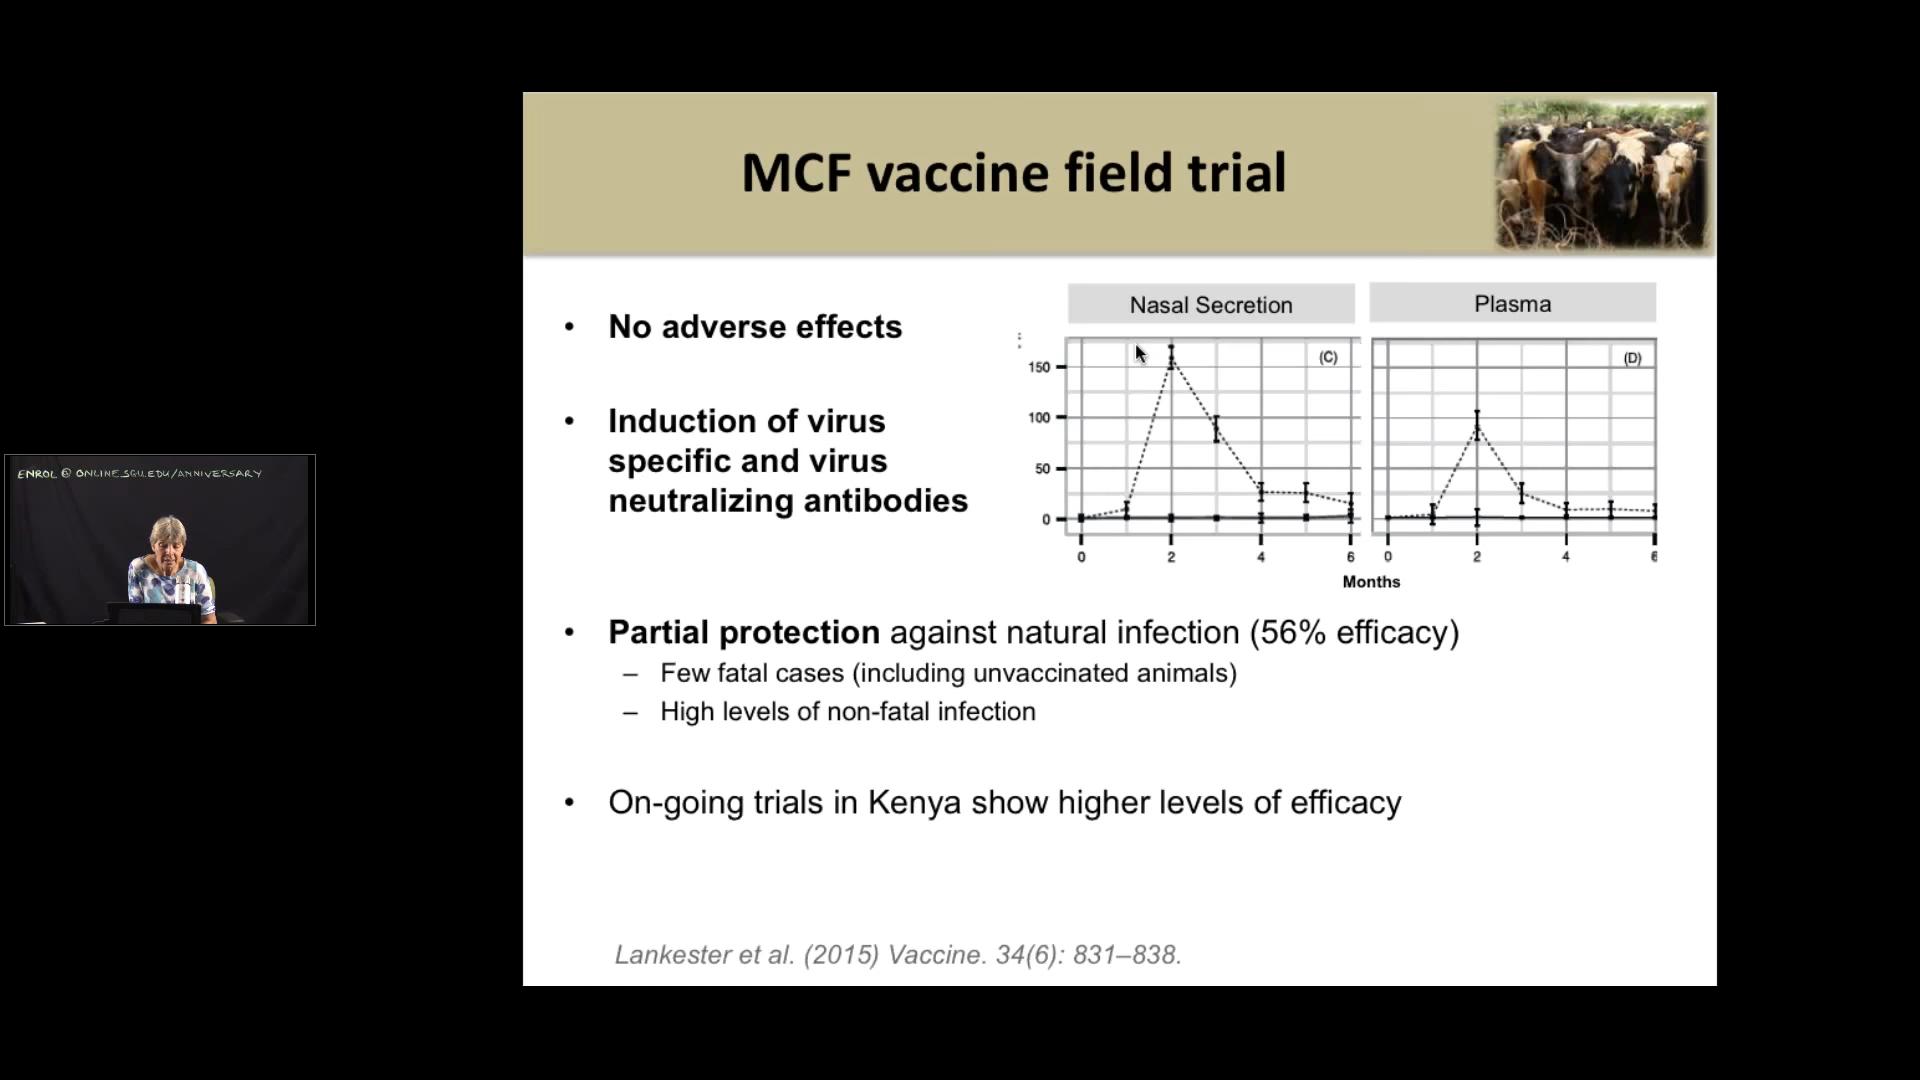 MCF vaccine field trial
• No adverse effects
• Induction of virus
specific and virus
neutralizing antibodies
Nasal Secretion
Plasma
(C)
(D)
150
100
50
0
0 2 4 6
0 2 4 6
Months
ENROL @ ONLINE.SGU.EDU/ANNIVERSARY
• Partial protection against natural infection (56% efficacy)
– Few fatal cases (including unvaccinated animals)
– High levels of non-fatal infection
• On-going trials in Kenya show higher levels of efficacy
Lankester et al. (2015) Vaccine. 34(6): 831–838.